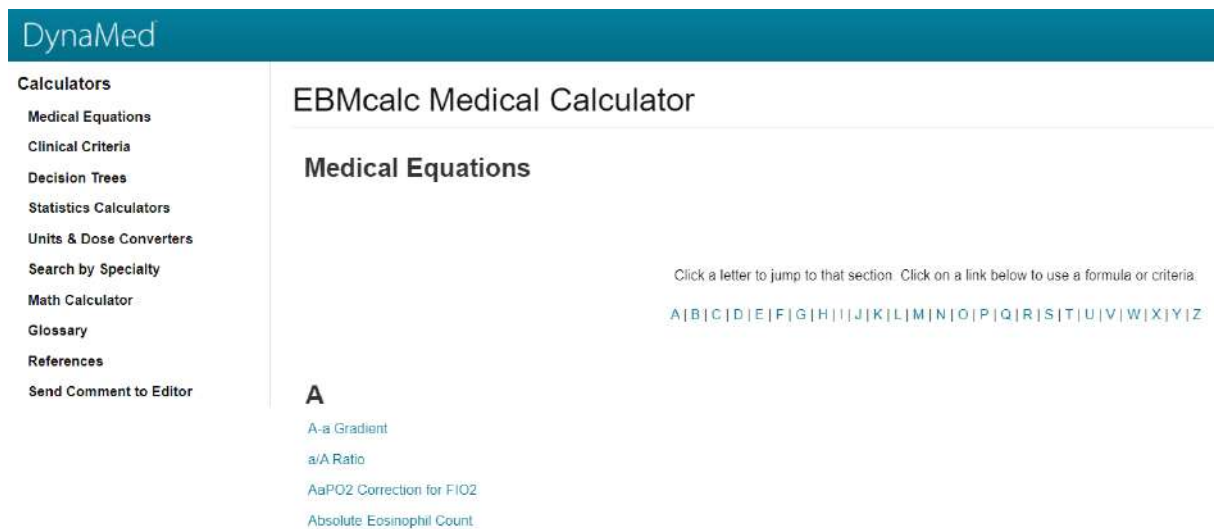 DynaMed
Calculators
Medical Equations
Clinical Criteria
Decision Trees
Statistics Calculators
Units & Dose Converters
Search by Specialty
Math Calculator
Glossary
References
Send Comment to Editor
EBMcalc Medical Calculator
Medical Equations
Click a letter to jump to that section. Click on a link below to use a formula or criteria.
A | B | C | D | E | F | G | H | I | J | K | L | M | N | O | P | Q | R | S | T | U | V | W | X | Y | Z
A
A-a Gradient
a/A Ratio
AaPO2 Correction for FIO2
Absolute Eosinophil Count